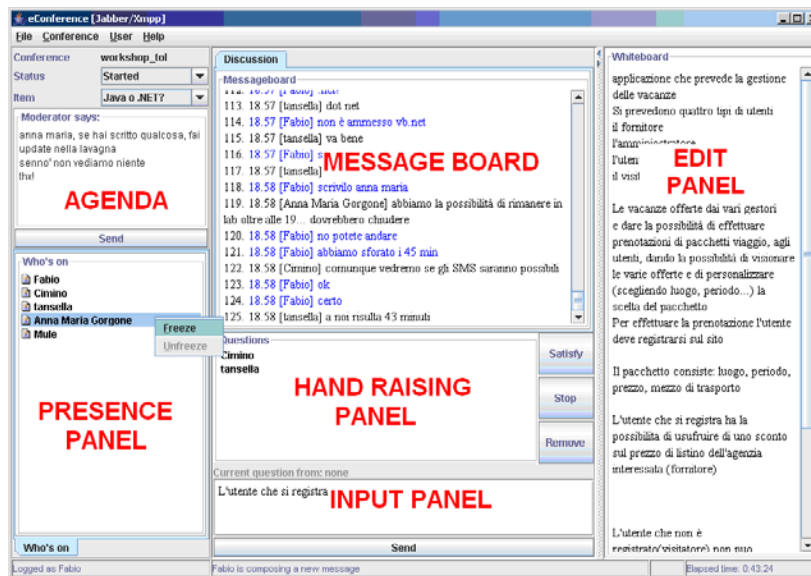 eConference [Jabber/Xmpp]
File Conference User Help
Conference workshop_tol
Status Started
Item Java o .NET?
Moderator says:
anna maria, se hai scritto qualcosa, fai
update nella lavagna
senno' non vediamo niente
thx!
AGENDA
Send
Who's on
Fabio
Cimino
tansella
Anna Maria Gorgone
Mule
Freeze
Unfreeze
PRESENCE
PANEL
Who's on
Discussion
Messageboard
113. 18.57 [tansella] dot net
114. 18.57 [Fabio] non è ammesso vb.net
115. 18.57 [tansella] va bene
116. 18.57 [Fabio]
117. 18.57 [tansella]
MESSAGE BOARD
118. 18.58 [Fabio] scrivilo anna maria
119. 18.58 [Anna Maria Gorgone] abbiamo la possibilità di rimanere in
lab oltre alle 19... dovrebbero chiudere
120. 18.58 [Fabio] no potete andare
121. 18.58 [Fabio] abbiamo sforato i 45 min
122. 18.58 [Cimino] comunque vedremo se gli SMS saranno possibili
123. 18.58 [Fabio] ok
124. 18.58 [Fabio] certo
125. 18.58 [tansella] a noi risulta 43 minuti
Questions
Cimino
tansella
HAND RAISING
PANEL
Satisfy
Stop
Remove
Current question from: none
L'utente che si registra
INPUT PANEL
Send
Whiteboard
applicazione che prevede la gestione
delle vacanze
Si prevedono quattro tipi di utenti
il fornitore
l'amministratore
l'uten
il visit
EDIT
PANEL
Le vacanze offerte dai vari gestori
e dare la possibilità di effettuare
prenotazioni di pacchetti viaggio, agli
utenti, dando la possibilità di visionare
le varie offerte e di personalizzare
(scegliendo luogo, periodo...) la
scelta del pacchetto
Per effettuare la prenotazione l'utente
deve registrarsi sul sito
Il pacchetto consiste: luogo, periodo,
prezzo, mezzo di trasporto
L'utente che si registra ha la
possibilita di usufruire di uno sconto
sul prezzo di listino dell'agenzia
interessata (fornitore)
L'utente che non è
registrato(visitatore) non puo
Logged as Fabio
Fabio is composing a new message
Elapsed time: 0:43:24